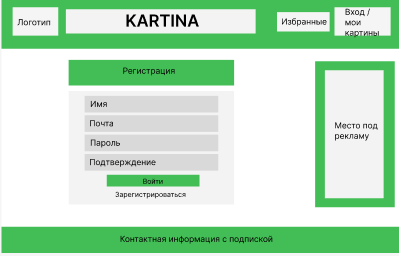 Логотип
KARTINA
Избранные
Вход /
мои
картины
Регистрация
Имя
Почта
Пароль
Подтверждение
Войти
Зарегистрироваться
Место под
рекламу
Контактная информация с подпиской